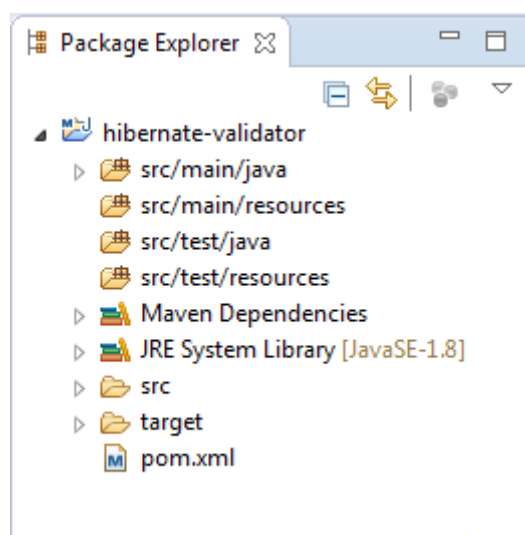 Package Explorer
hibernate-validator
src/main/java
src/main/resources
src/test/java
src/test/resources
Maven Dependencies
JRE System Library [JavaSE-1.8]
src
target
pom.xml